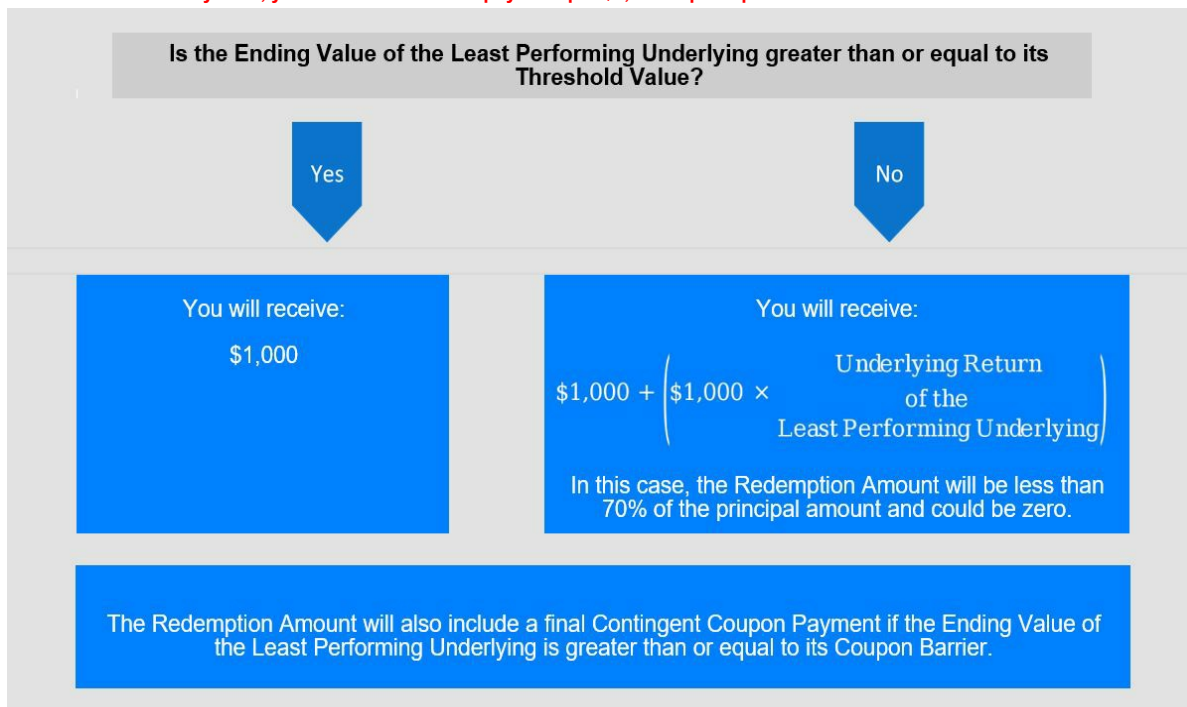 Is the Ending Value of the Least Performing Underlying greater than or equal to its
Threshold Value?
Yes
No
You will receive:
$1,000
You will receive:
$1,000 + ($1,000 × Underlying Return
of the
Least Performing Underlying)
In this case, the Redemption Amount will be less than
70% of the principal amount and could be zero.
The Redemption Amount will also include a final Contingent Coupon Payment if the Ending Value of
the Least Performing Underlying is greater than or equal to its Coupon Barrier.